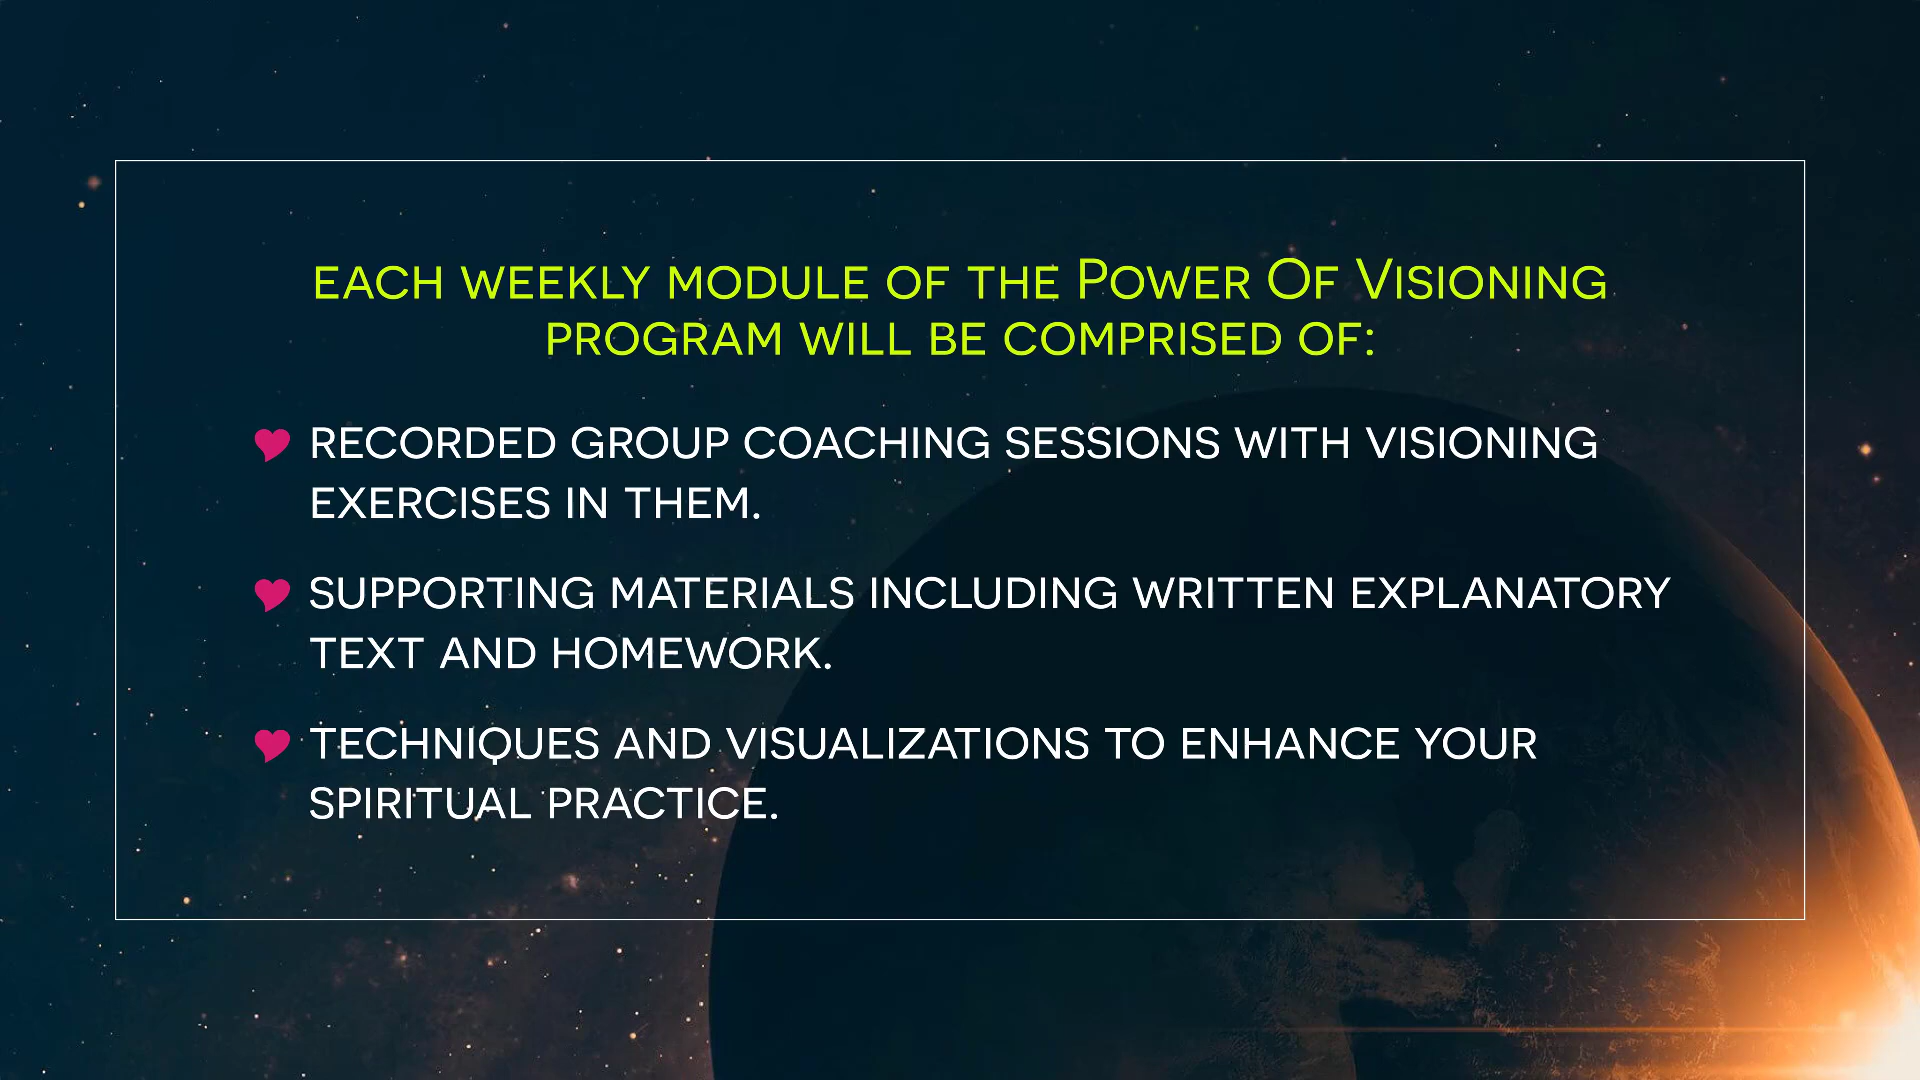 EACH WEEKLY MODULE OF THE POWER OF VISIONING
PROGRAM WILL BE COMPRISED OF:
RECORDED GROUP COACHING SESSIONS WITH VISIONING
EXERCISES IN THEM.
SUPPORTING MATERIALS INCLUDING WRITTEN EXPLANATORY
TEXT AND HOMEWORK.
TECHNIQUES AND VISUALIZATIONS TO ENHANCE YOUR
SPIRITUAL PRACTICE.